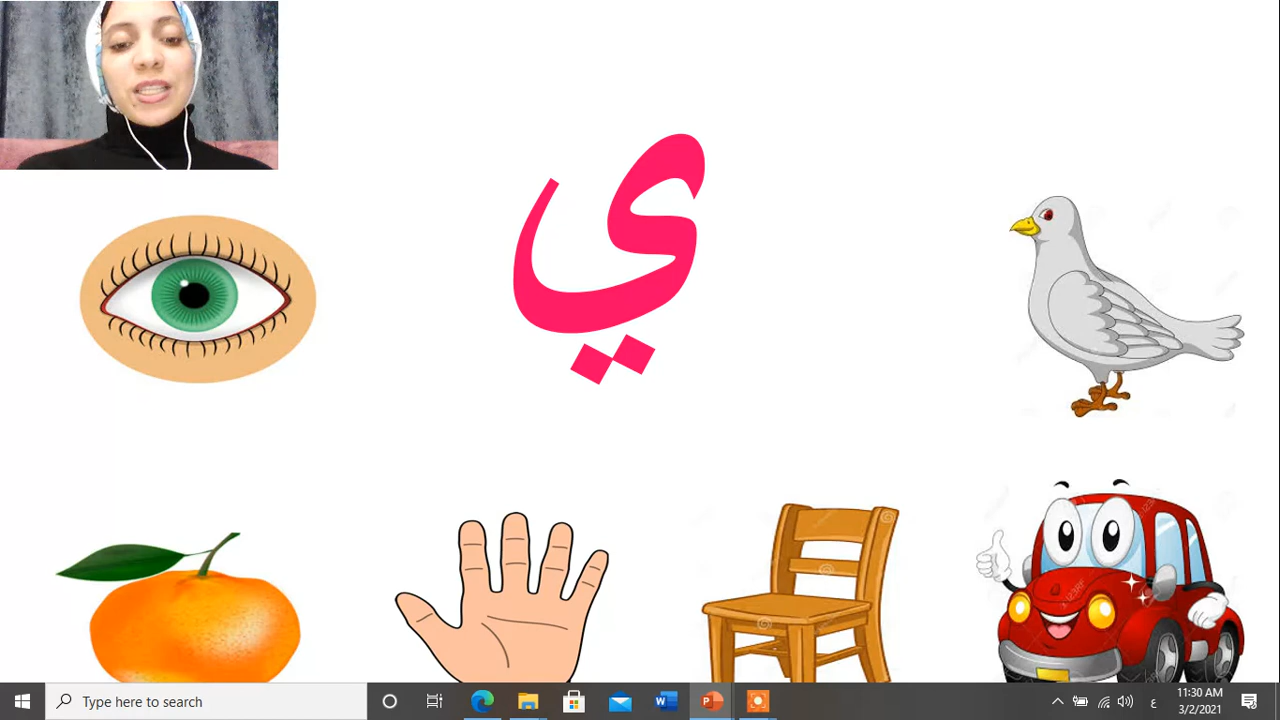 ي
Type here to search
ع
11:30 AM
3/2/2021